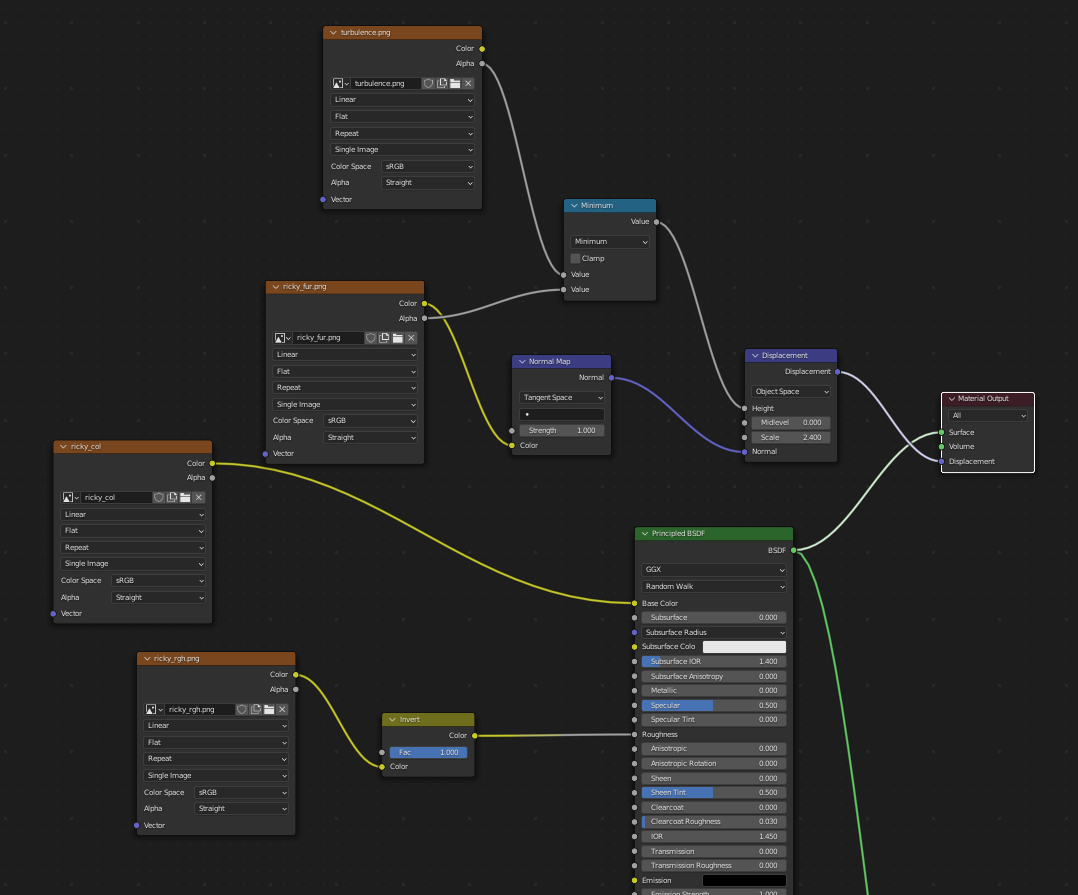 turbulence.png
Color
Alpha
turbulence.png
Linear
Flat
Repeat
Single Image
Color Space sRGB
Alpha Straight
Vector
Minimum
Value
Minimum
Clamp
Value
Value
ricky_fur.png
Color
Alpha
ricky_fur.png
Linear
Flat
Repeat
Single Image
Color Space sRGB
Alpha Straight
Vector
Normal Map
Normal
Tangent Space
Strength 1.000
Color
Displacement
Displacement
Object Space
Height
Midlevel 0.000
Scale 2.400
Normal
Material Output
All
Surface
Volume
Displacement
ricky_col
Color
Alpha
ricky_col
Linear
Flat
Repeat
Single Image
Color Space sRGB
Alpha Straight
Vector
Principled BSDF
BSDF
GGX
Random Walk
Base Color
Subsurface 0.000
Subsurface Radius
Subsurface Colo
Subsurface IOR 1.400
Subsurface Anisotropy 0.000
Metallic 0.000
Specular 0.500
Specular Tint 0.000
Roughness
Anisotropic 0.000
Anisotropic Rotation 0.000
Sheen 0.000
Sheen Tint 0.500
Clearcoat 0.000
Clearcoat Roughness 0.030
IOR 1.450
Transmission 0.000
Transmission Roughness 0.000
Emission
Emission Strength 1.000
ricky_rgh.png
Color
Alpha
ricky_rgh.png
Linear
Flat
Repeat
Single Image
Color Space sRGB
Alpha Straight
Vector
Invert
Color
Fac 1.000
Color